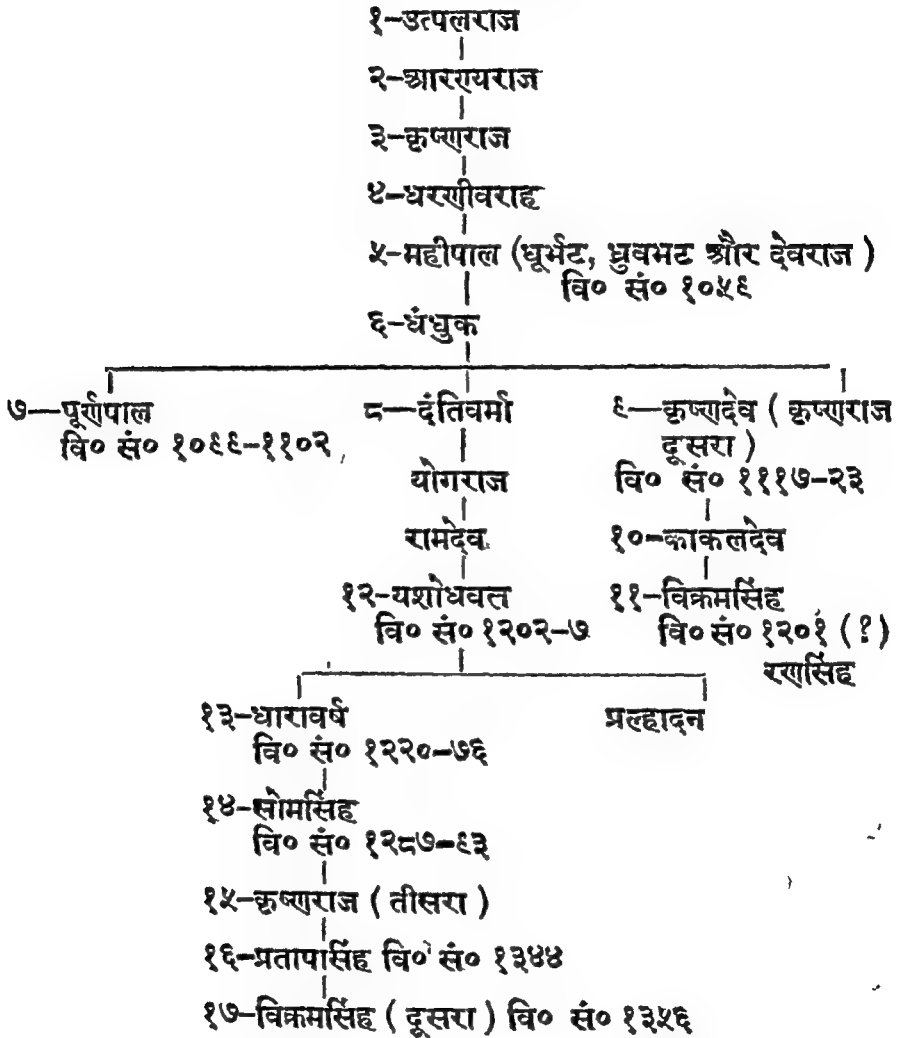 १-उत्पलराज
२-आरण्यराज
३-कृष्णराज
४-धरणीवराह
५-महीपाल (धूर्भट, ध्रुवभट और देवराज )
वि० सं० १०५९
६-धंधुक
७—पूर्णपाल
वि० सं० १०९९-११०२
८—दंतिवर्मा
योगराज
रामदेव
९—कृष्णदेव ( कृष्णराज
दूसरा )
वि० सं० १११७-२३
१०-काकलदेव
१२-यशोधवल
वि० सं० १२०२-७
११-विक्रमसिंह
वि० सं० १२०१ (?)
रणसिंह
१३-धारावर्ष
वि० सं० १२२०-७६
प्रल्हादन
१४-सोमसिंह
वि० सं० १२८७-९३
१५-कृष्णराज ( तीसरा )
१६-प्रतापसिंह वि० सं० १३४४
१७-विक्रमसिंह ( दूसरा ) वि० सं० १३५६